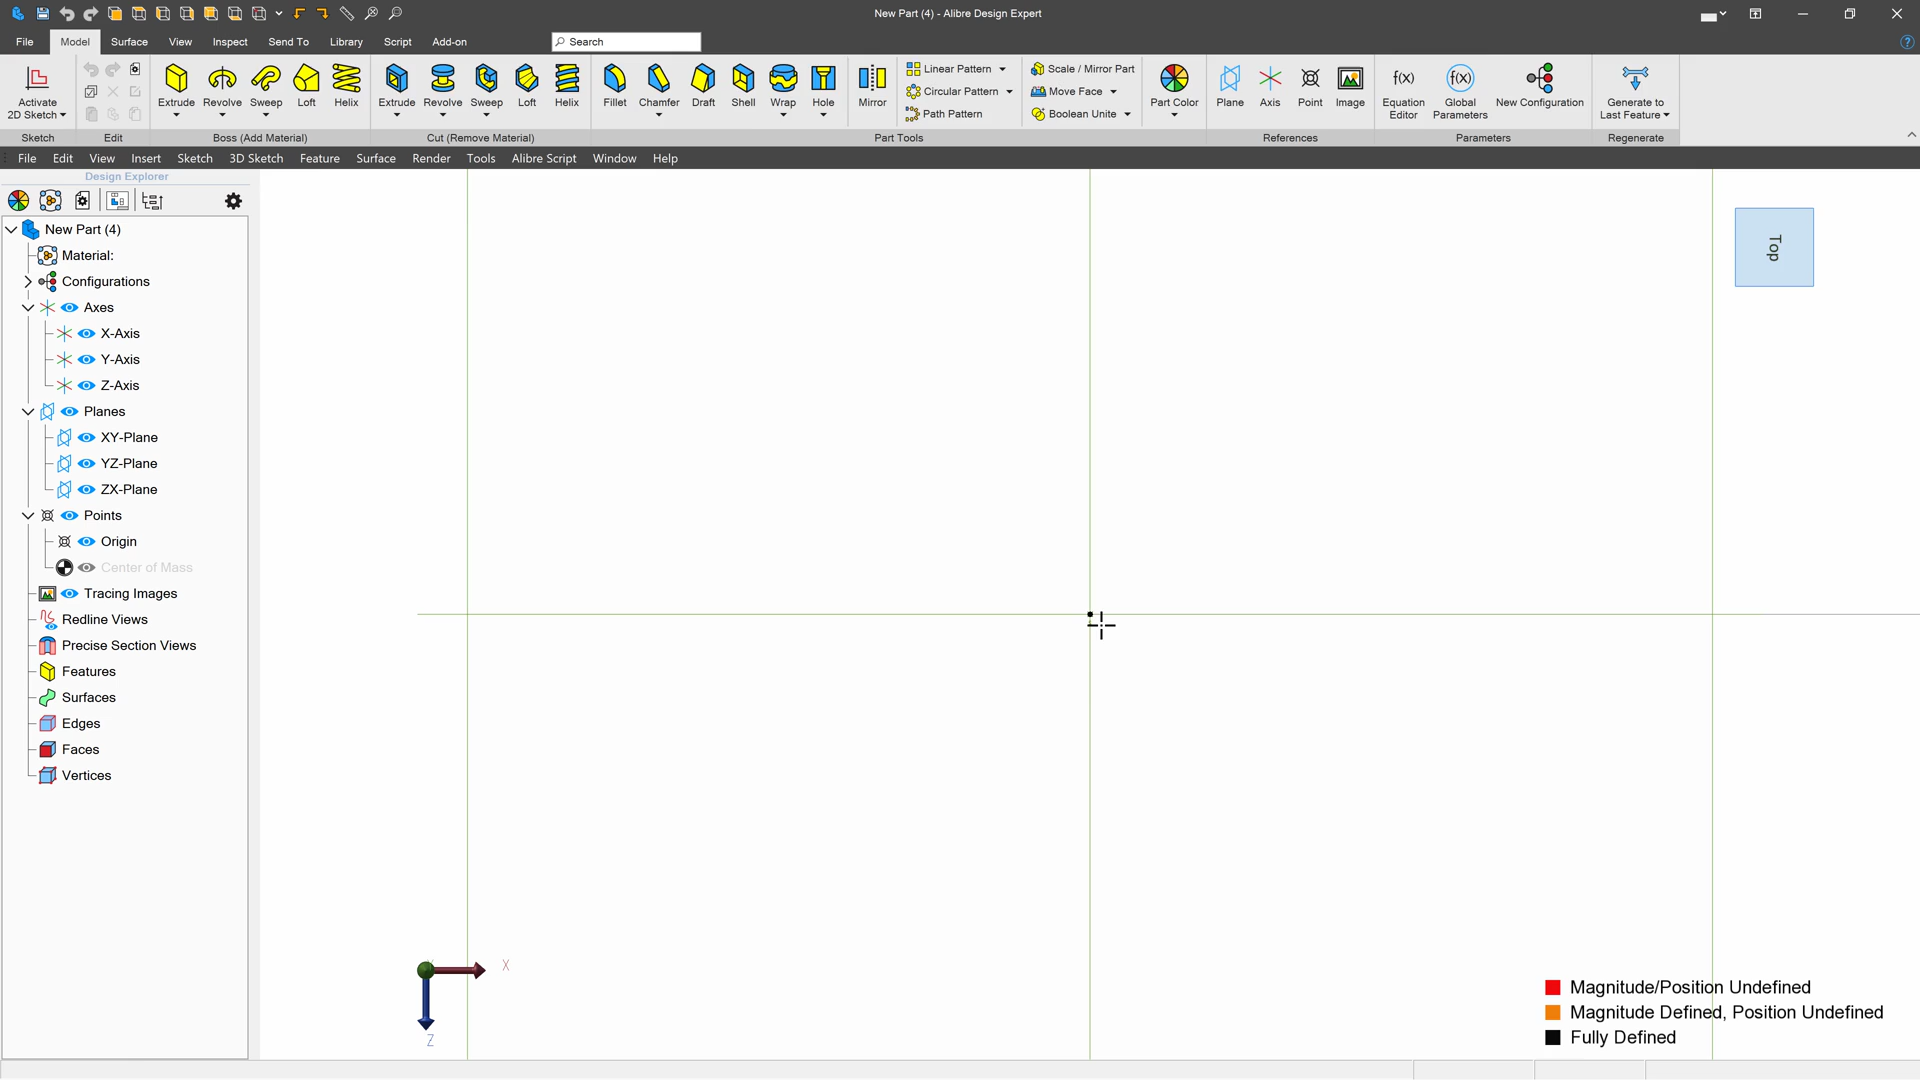 New Part (4) - Alibre Design Expert
File Model Surface View Inspect Send To Library Script Add-on Search
Activate 2D Sketch
Extrude Revolve Sweep Loft Helix
Extrude Revolve Sweep Loft Helix
Fillet Chamfer Draft Shell Wrap Hole
Mirror
Linear Pattern
Circular Pattern
Path Pattern
Scale / Mirror Part
Move Face
Boolean Unite
Part Color
Plane Axis Point Image
Equation Editor
Global Parameters
New Configuration
Generate to Last Feature
Sketch Edit Boss (Add Material) Cut (Remove Material) Part Tools References Parameters Regenerate
File Edit View Insert Sketch 3D Sketch Feature Surface Render Tools Alibre Script Window Help
Design Explorer
New Part (4)
Material:
Configurations
Axes
X-Axis
Y-Axis
Z-Axis
Planes
XY-Plane
YZ-Plane
ZX-Plane
Points
Origin
Center of Mass
Tracing Images
Redline Views
Precise Section Views
Features
Surfaces
Edges
Faces
Vertices
Top
X
Z
Magnitude/Position Undefined
Magnitude Defined, Position Undefined
Fully Defined